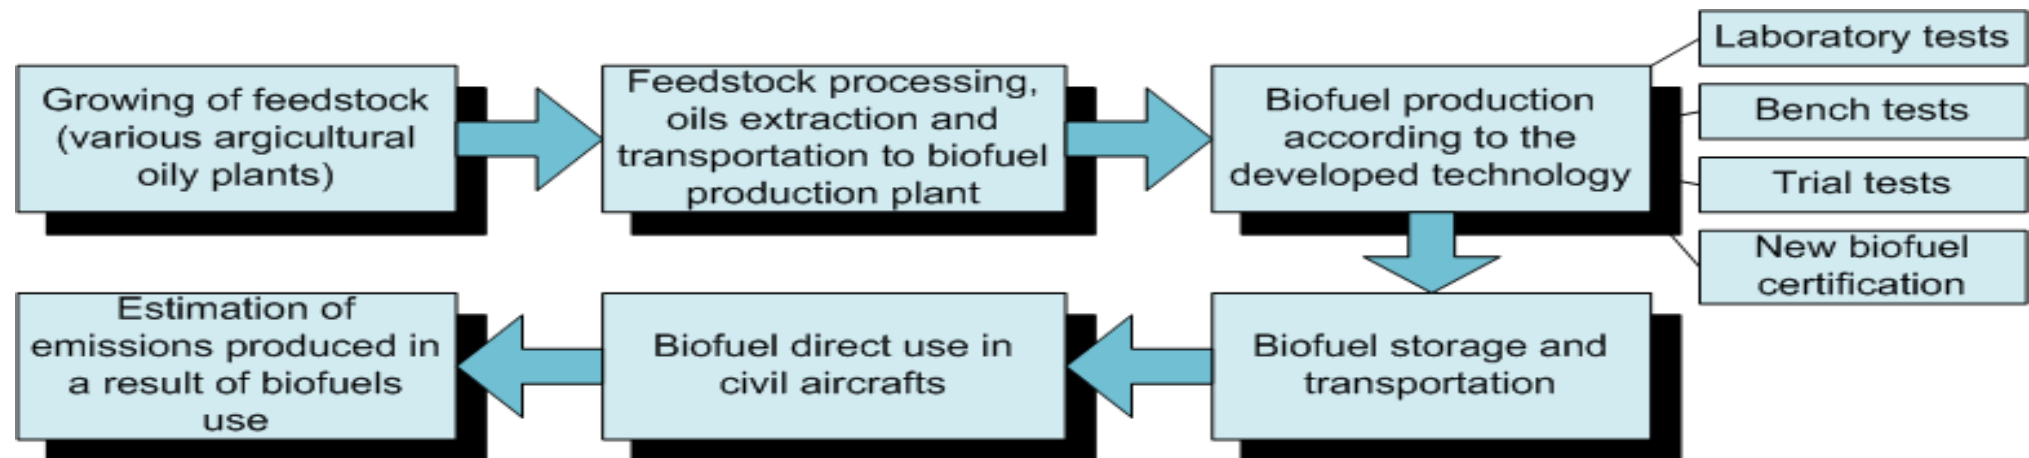 Growing of feedstock
(various argicultural
oily plants)
Feedstock processing,
oils extraction and
transportation to biofuel
production plant
Biofuel production
according to the
developed technology
Laboratory tests
Bench tests
Trial tests
New biofuel
certification
Biofuel storage and
transportation
Biofuel direct use in
civil aircrafts
Estimation of
emissions produced in
a result of biofuels
use